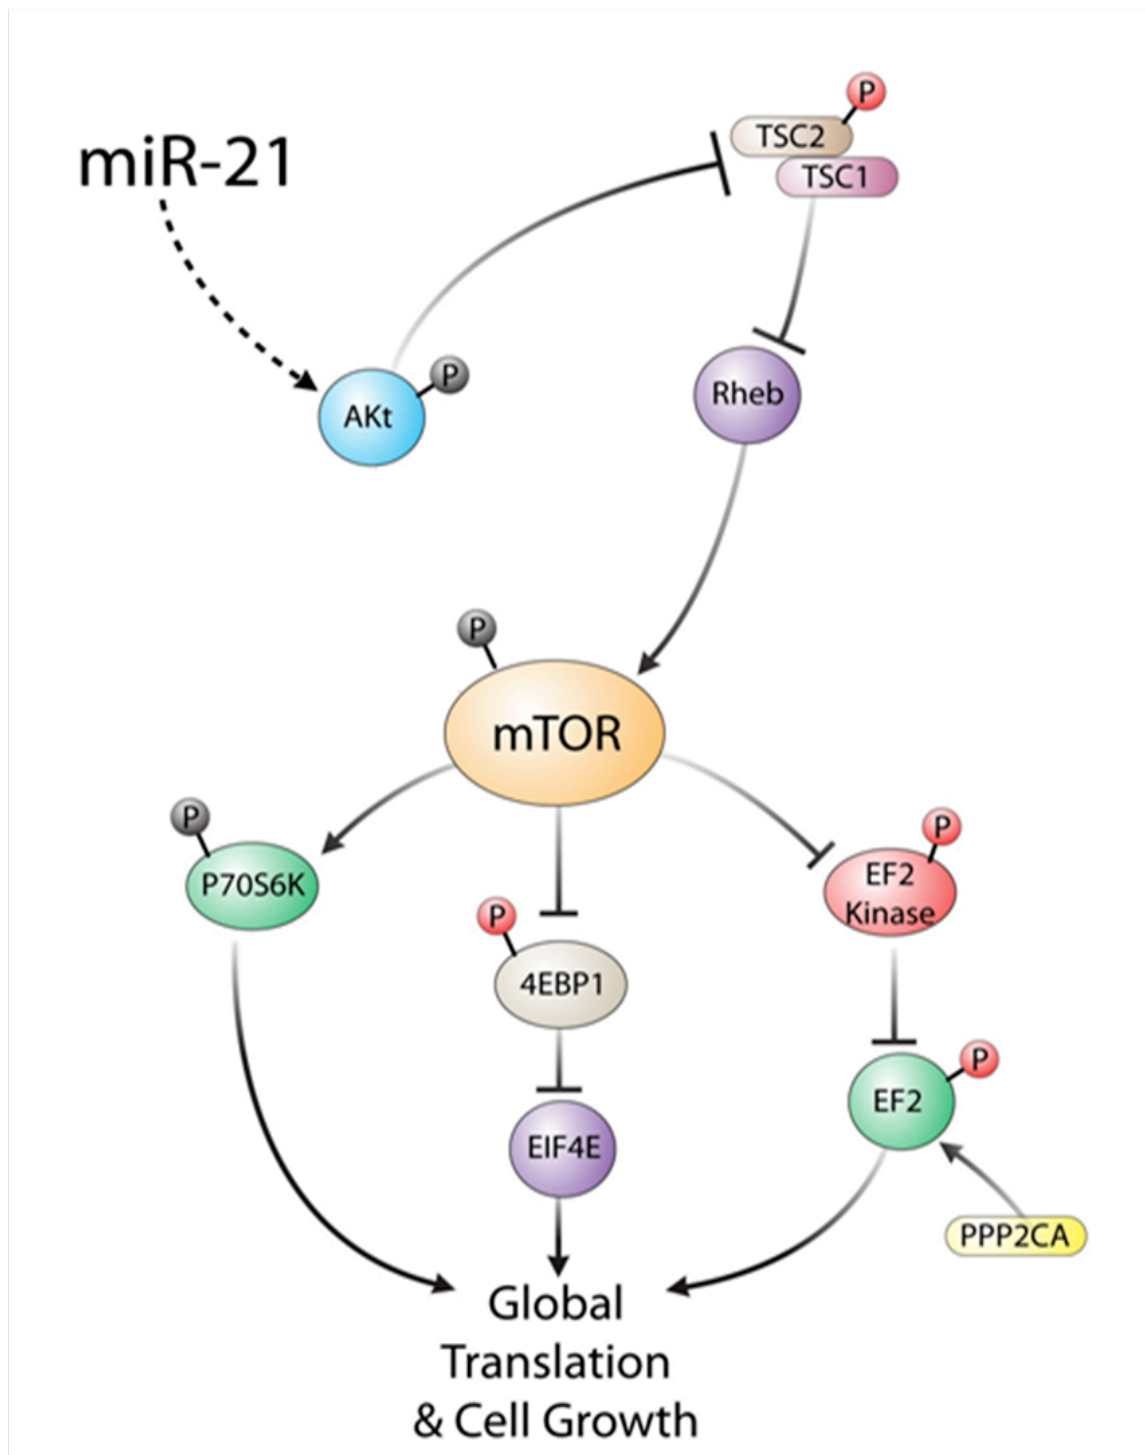 P
TSC2
miR-21
TSC1
P
AKt
Rheb
P
mTOR
P
P
P70S6K
EF2
Kinase
P
4EBP1
P
EF2
EIF4E
PPP2CA
Global
Translation
& Cell Growth